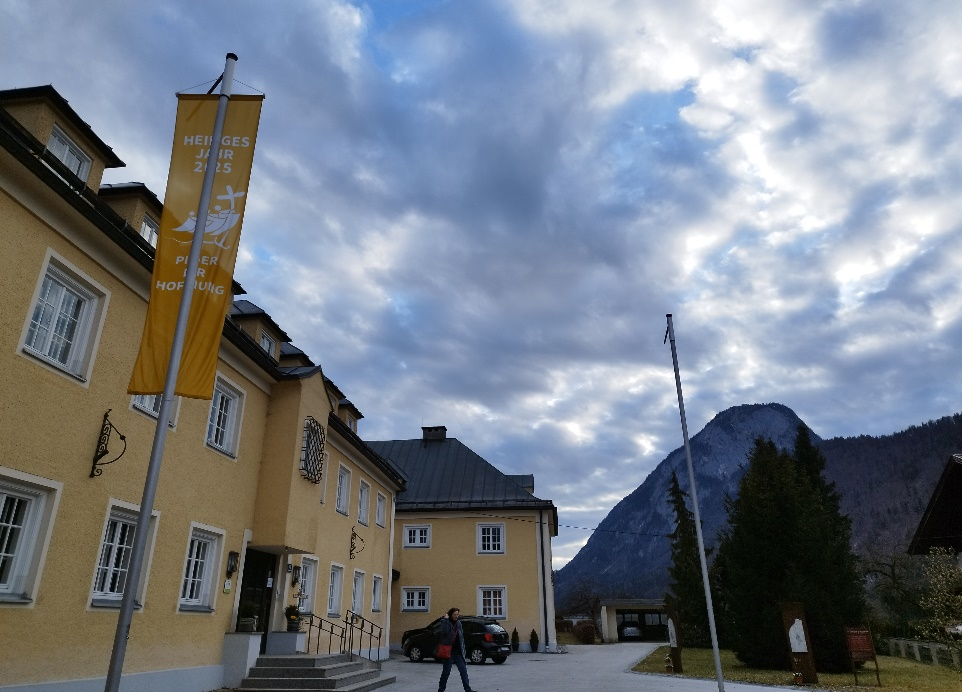 HEILIGES
JAHR
2025
PILGER
DER
HOFFNUNG